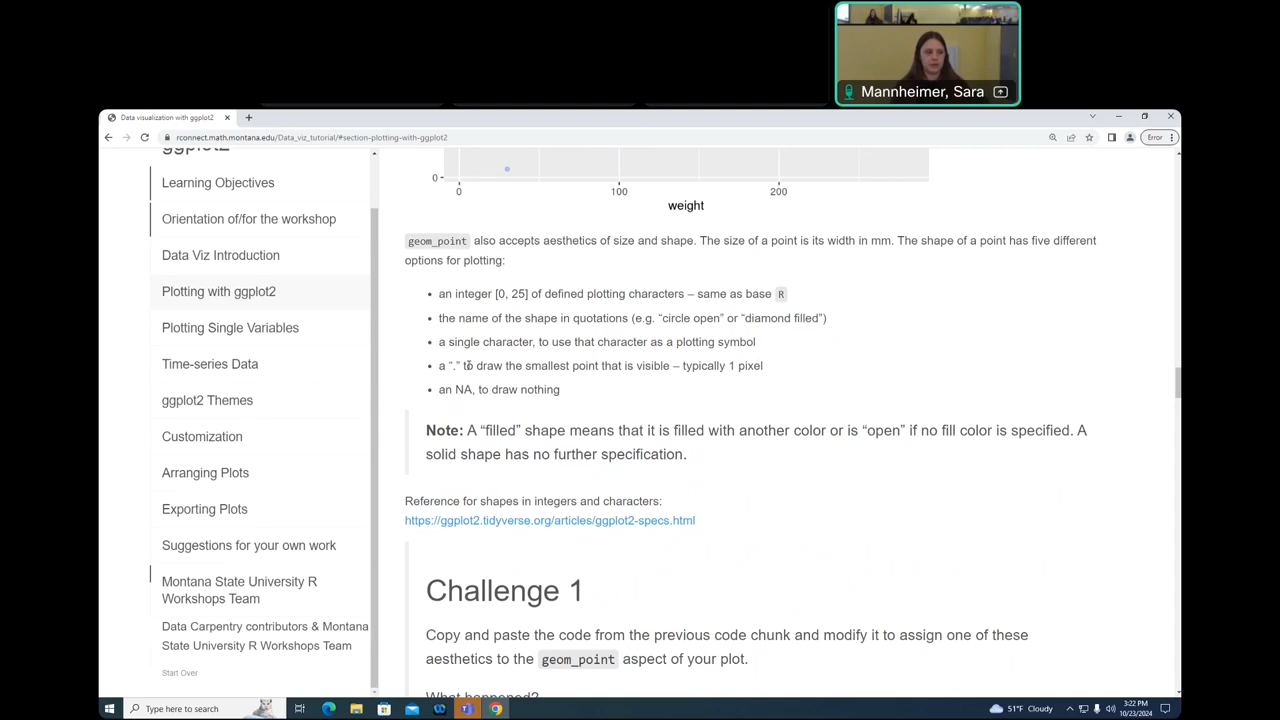 Mannheimer, Sara
Data visualization with ggplot2
rconnect.math.montana.edu/Data_viz_tutorial/#section-plotting-with-ggplot2
Error
ggplot2
Learning Objectives
Orientation of/for the workshop
Data Viz Introduction
Plotting with ggplot2
Plotting Single Variables
Time-series Data
ggplot2 Themes
Customization
Arranging Plots
Exporting Plots
Suggestions for your own work
Montana State University R
Workshops Team
Data Carpentry contributors & Montana
State University R Workshops Team
Start Over
0
0 100 200
weight
geom_point also accepts aesthetics of size and shape. The size of a point is its width in mm. The shape of a point has five different
options for plotting:
• an integer [0, 25] of defined plotting characters – same as base R
• the name of the shape in quotations (e.g. “circle open” or “diamond filled”)
• a single character, to use that character as a plotting symbol
• a “.” to draw the smallest point that is visible – typically 1 pixel
• an NA, to draw nothing
Note: A “filled” shape means that it is filled with another color or is “open” if no fill color is specified. A
solid shape has no further specification.
Reference for shapes in integers and characters:
https://ggplot2.tidyverse.org/articles/ggplot2-specs.html
Challenge 1
Copy and paste the code from the previous code chunk and modify it to assign one of these
aesthetics to the geom_point aspect of your plot.
What happened?
Type here to search
51°F Cloudy
3:22 PM
10/23/2024